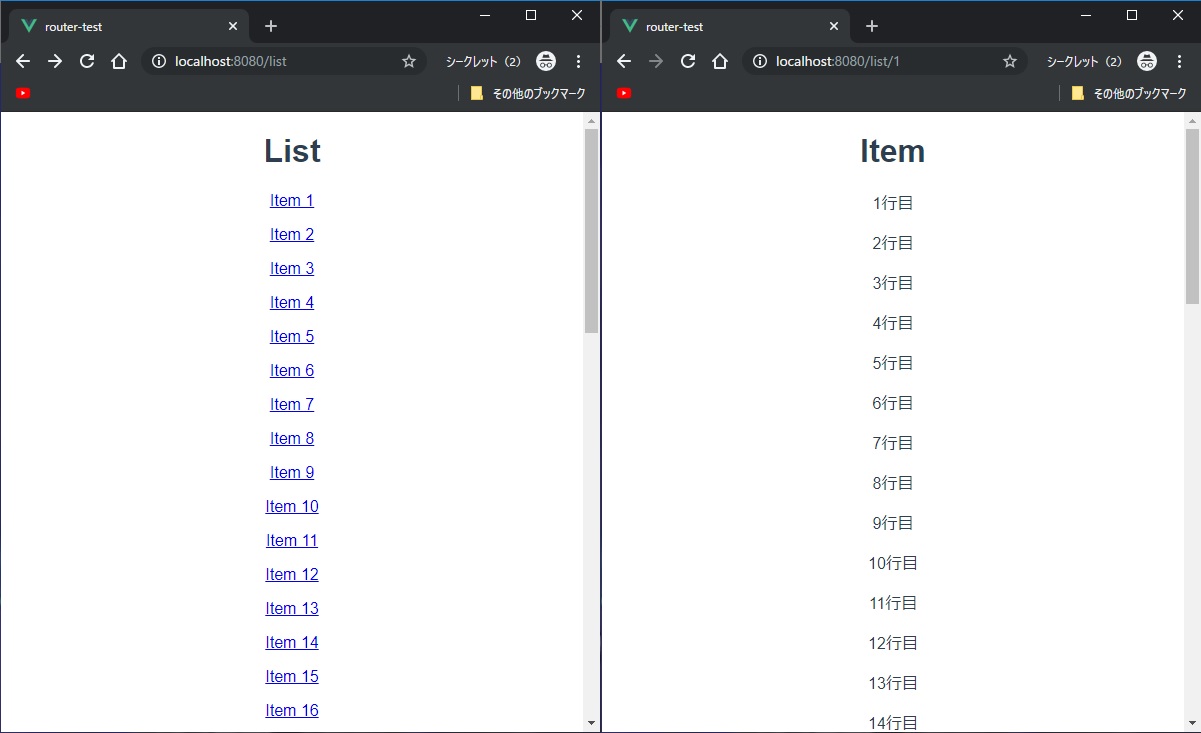 router-test
localhost:8080/list
シークレット (2)
その他のブックマーク
List
Item 1
Item 2
Item 3
Item 4
Item 5
Item 6
Item 7
Item 8
Item 9
Item 10
Item 11
Item 12
Item 13
Item 14
Item 15
Item 16
router-test
localhost:8080/list/1
シークレット (2)
その他のブックマーク
Item
1行目
2行目
3行目
4行目
5行目
6行目
7行目
8行目
9行目
10行目
11行目
12行目
13行目
14行目